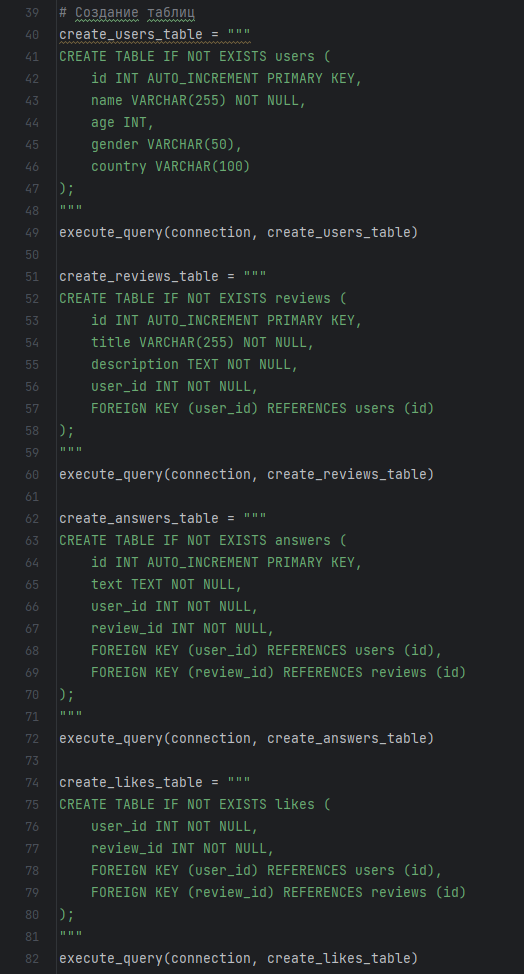 39 # Создание таблиц
40 create_users_table = """
41 CREATE TABLE IF NOT EXISTS users (
42     id INT AUTO_INCREMENT PRIMARY KEY,
43     name VARCHAR(255) NOT NULL,
44     age INT,
45     gender VARCHAR(50),
46     country VARCHAR(100)
47 );
48 """
49 execute_query(connection, create_users_table)
50
51 create_reviews_table = """
52 CREATE TABLE IF NOT EXISTS reviews (
53     id INT AUTO_INCREMENT PRIMARY KEY,
54     title VARCHAR(255) NOT NULL,
55     description TEXT NOT NULL,
56     user_id INT NOT NULL,
57     FOREIGN KEY (user_id) REFERENCES users (id)
58 );
59 """
60 execute_query(connection, create_reviews_table)
61
62 create_answers_table = """
63 CREATE TABLE IF NOT EXISTS answers (
64     id INT AUTO_INCREMENT PRIMARY KEY,
65     text TEXT NOT NULL,
66     user_id INT NOT NULL,
67     review_id INT NOT NULL,
68     FOREIGN KEY (user_id) REFERENCES users (id),
69     FOREIGN KEY (review_id) REFERENCES reviews (id)
70 );
71 """
72 execute_query(connection, create_answers_table)
73
74 create_likes_table = """
75 CREATE TABLE IF NOT EXISTS likes (
76     user_id INT NOT NULL,
77     review_id INT NOT NULL,
78     FOREIGN KEY (user_id) REFERENCES users (id),
79     FOREIGN KEY (review_id) REFERENCES reviews (id)
80 );
81 """
82 execute_query(connection, create_likes_table)